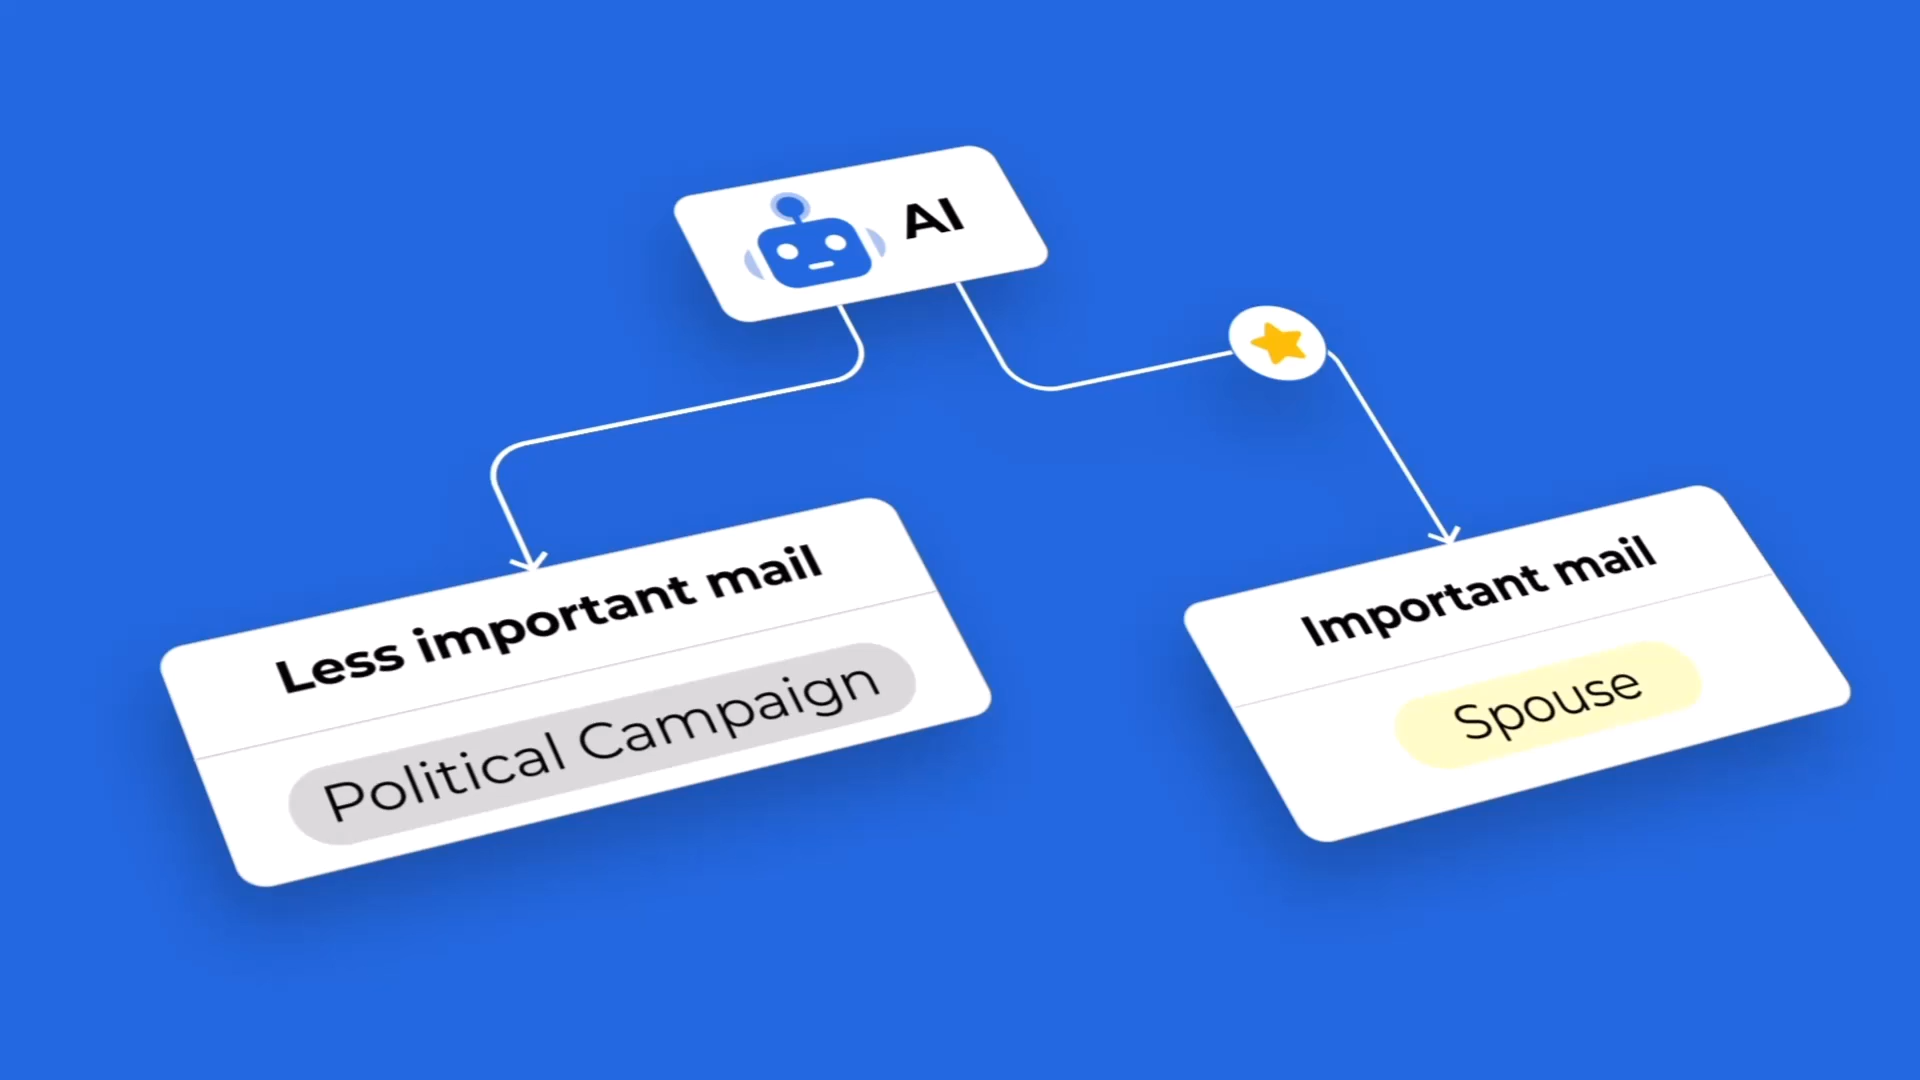 AI
Less important mail
Political Campaign
Important mail
Spouse